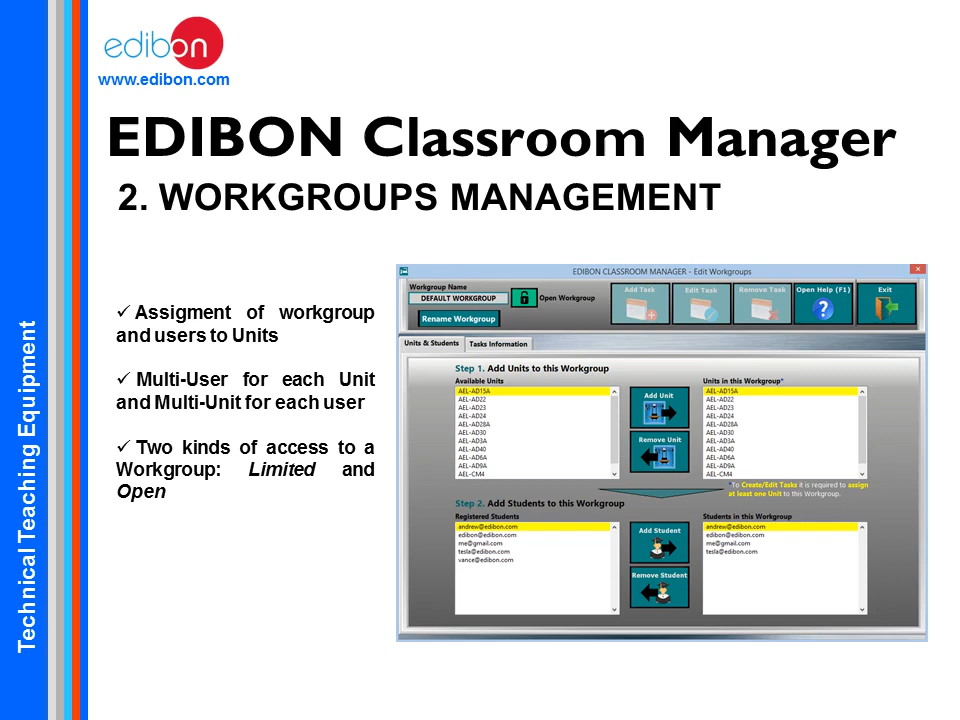 edibon
www.edibon.com
EDIBON Classroom Manager
2. WORKGROUPS MANAGEMENT
Technical Teaching Equipment
✓ Assigment of workgroup
and users to Units
✓ Multi-User for each Unit
and Multi-Unit for each user
✓ Two kinds of access to a
Workgroup: Limited and
Open
EDIBON CLASSROOM MANAGER - Edit Workgroups
Workgroup Name
DEFAULT WORKGROUP
Open Workgroup
Rename Workgroup
Add Task
Edit Task
Remove Task
Open Help (F1)
Exit
Units & Students
Tasks Information
Step 1. Add Units to this Workgroup
Available Units
AEL-AD15A
AEL-AD22
AEL-AD23
AEL-AD24
AEL-AD28A
AEL-AD30
AEL-AD3A
AEL-AD40
AEL-AD6A
AEL-AD9A
AEL-CM4
Add Unit
Remove Unit
Units in this Workgroup*
AEL-AD15A
AEL-AD22
AEL-AD23
AEL-AD24
AEL-AD28A
AEL-AD30
AEL-AD3A
AEL-AD40
AEL-AD6A
AEL-AD9A
AEL-CM4
*To Create/Edit Tasks it is required to assign
at least one Unit to this Workgroup.
Step 2. Add Students to this Workgroup
Registered Students
andrew@edibon.com
edibon@edibon.com
me@gmail.com
tesla@edibon.com
vance@edibon.com
Add Student
Remove Student
Students in this Workgroup
andrew@edibon.com
edibon@edibon.com
me@gmail.com
tesla@edibon.com